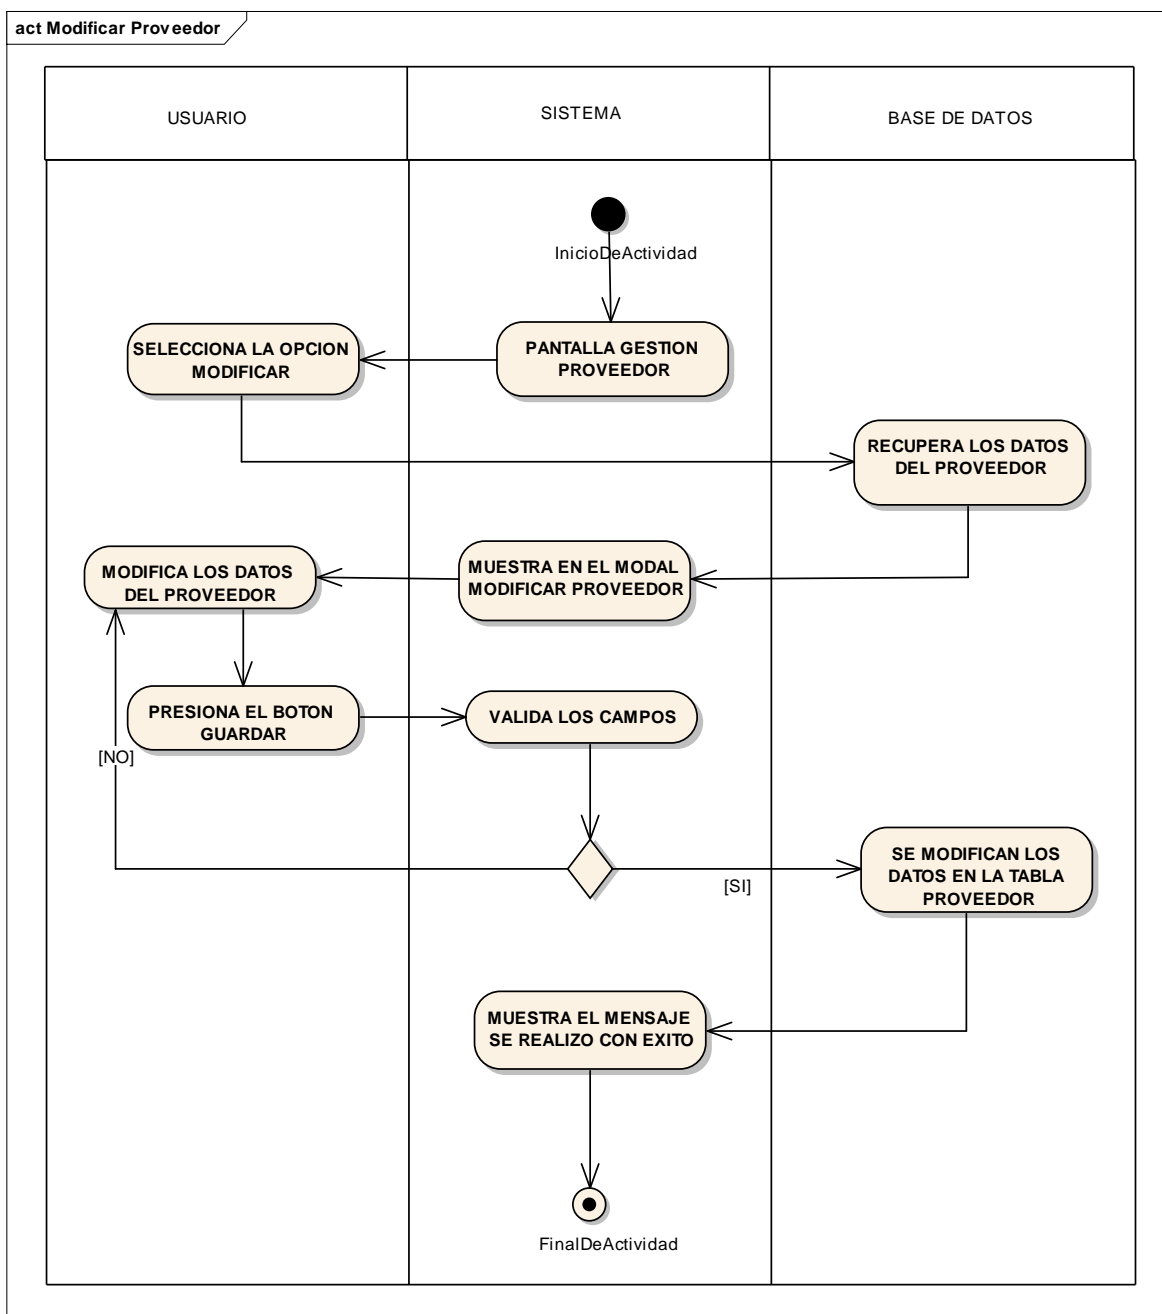 act Modificar Proveedor
USUARIO
SISTEMA
BASE DE DATOS
InicioDeActividad
SELECCIONA LA OPCION
MODIFICAR
PANTALLA GESTION
PROVEEDOR
RECUPERA LOS DATOS
DEL PROVEEDOR
MODIFICA LOS DATOS
DEL PROVEEDOR
MUESTRA EN EL MODAL
MODIFICAR PROVEEDOR
PRESIONA EL BOTON
GUARDAR
VALIDA LOS CAMPOS
[NO]
[SI]
SE MODIFICAN LOS
DATOS EN LA TABLA
PROVEEDOR
MUESTRA EL MENSAJE
SE REALIZO CON EXITO
FinalDeActividad